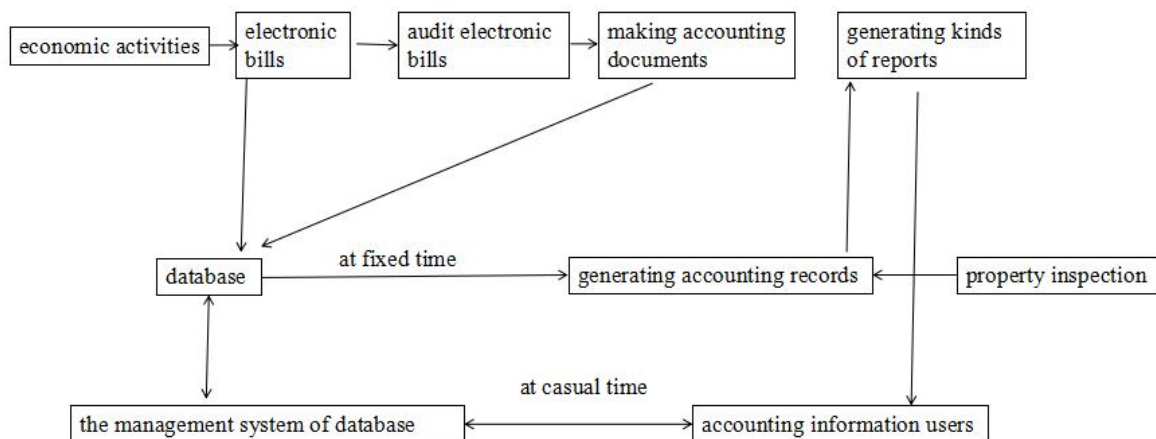 economic activities
electronic
bills
audit electronic
bills
making accounting
documents
generating kinds
of reports
at fixed time
database
generating accounting records
property inspection
at casual time
the management system of database
accounting information users